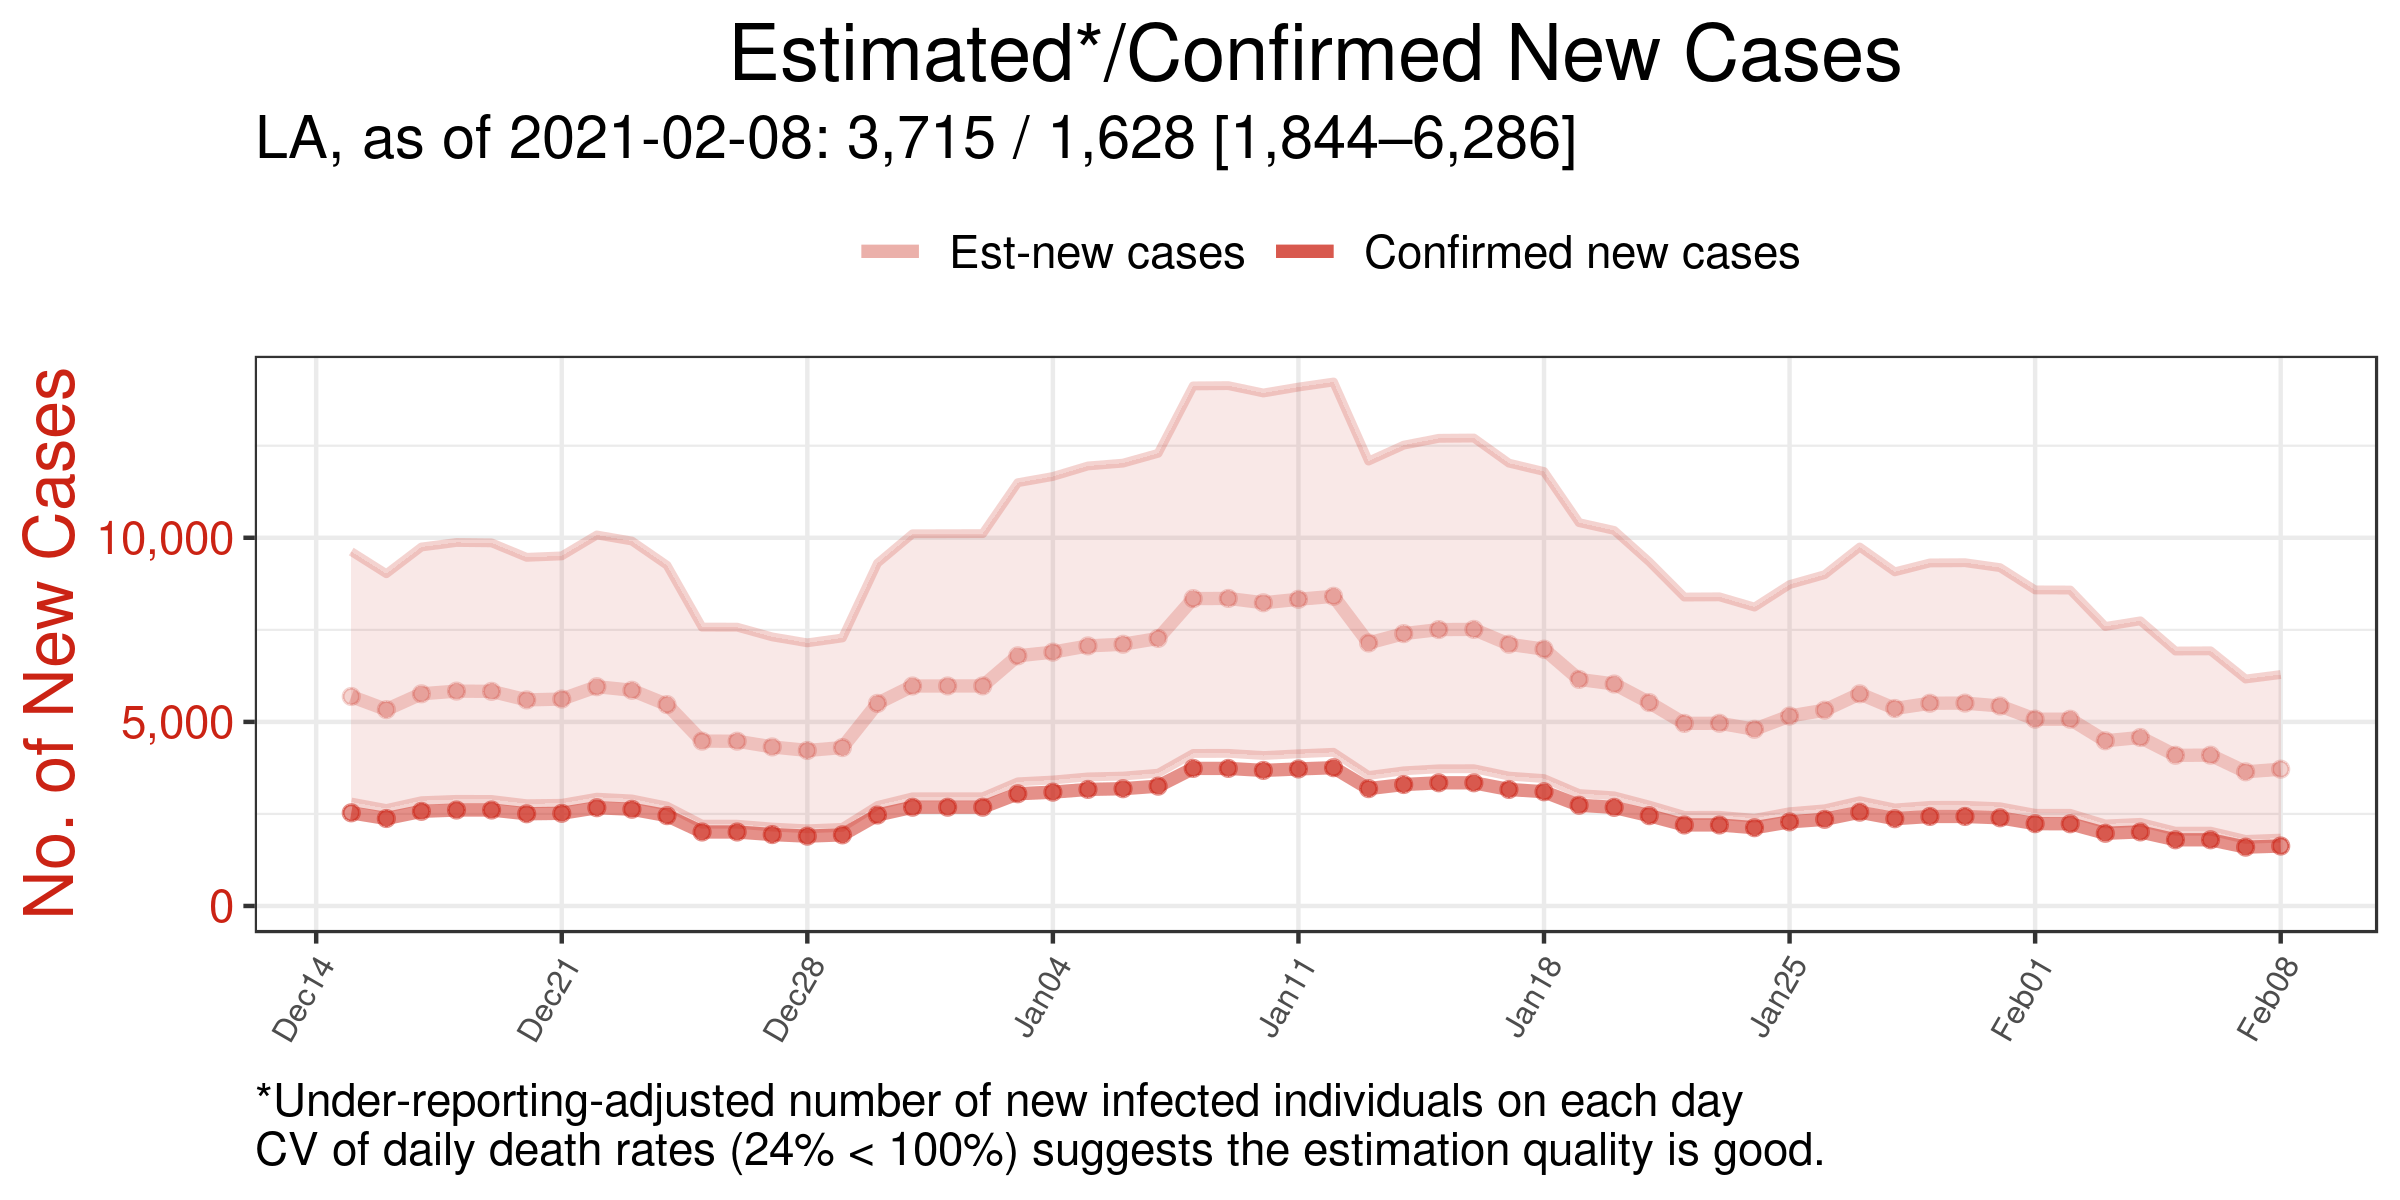 Estimated*/Confirmed New Cases
LA, as of 2021-02-08: 3,715 / 1,628 [1,844–6,286]
Est-new cases
Confirmed new cases
No. of New Cases
10,000
5,000
0
Dec14
Dec21
Dec28
Jan04
Jan11
Jan18
Jan25
Feb01
Feb08
*Under-reporting-adjusted number of new infected individuals on each day
CV of daily death rates (24% < 100%) suggests the estimation quality is good.